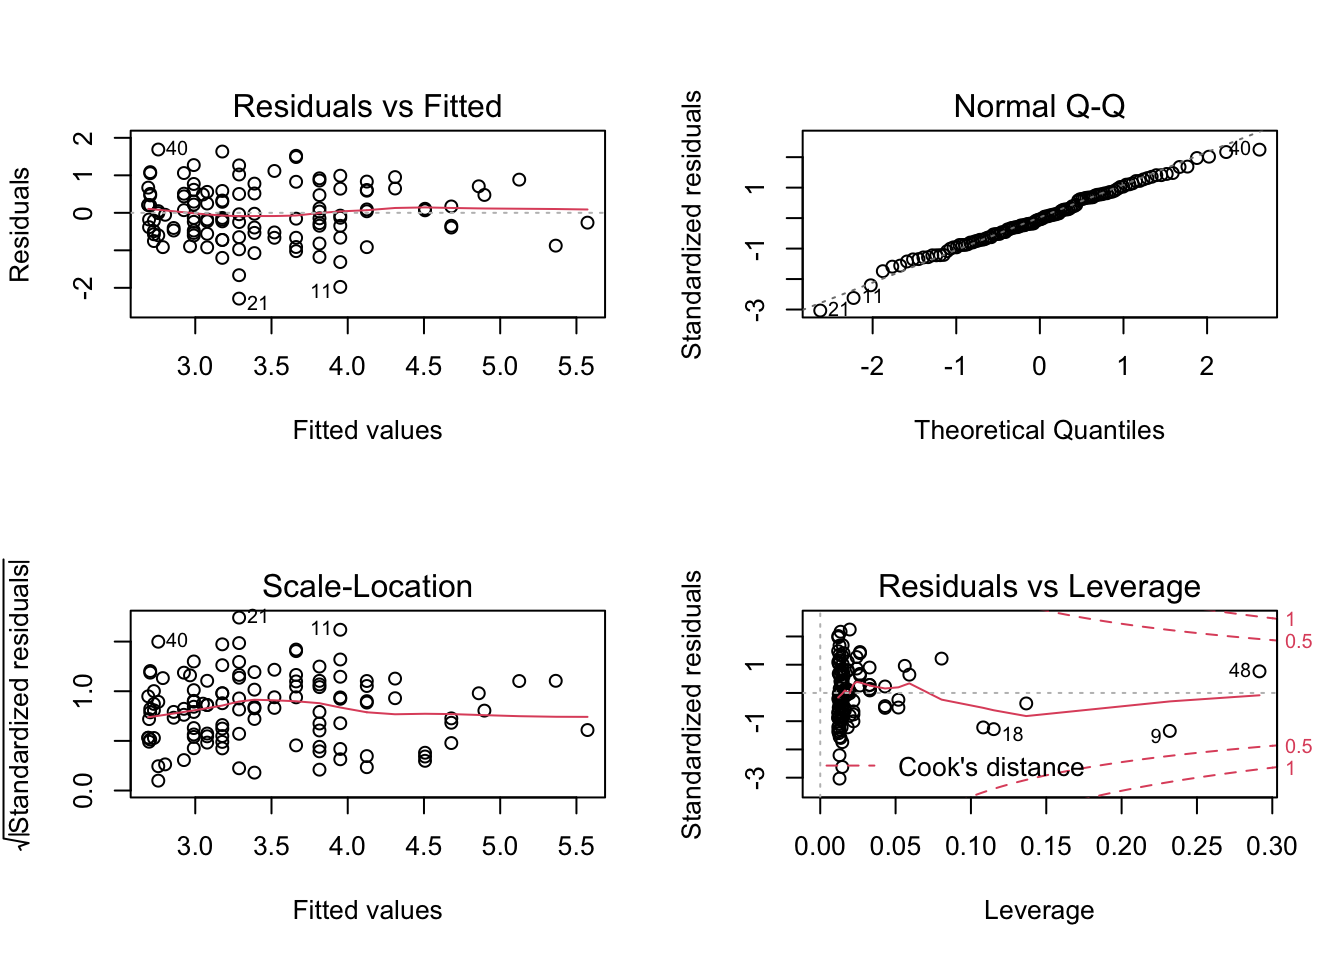 Residuals vs Fitted
Residuals
2
1
0
-2
40
21
11
3.0 3.5 4.0 4.5 5.0 5.5
Fitted values
Normal Q-Q
Standardized residuals
1
-1
-3
40
11
21
-2 -1 0 1 2
Theoretical Quantiles
Scale-Location
√|Standardized residuals|
1.0
0.0
40
21
11
3.0 3.5 4.0 4.5 5.0 5.5
Fitted values
Residuals vs Leverage
Standardized residuals
1
-1
-3
1
0.5
48
18
9
0.5
1
Cook's distance
0.00 0.05 0.10 0.15 0.20 0.25 0.30
Leverage